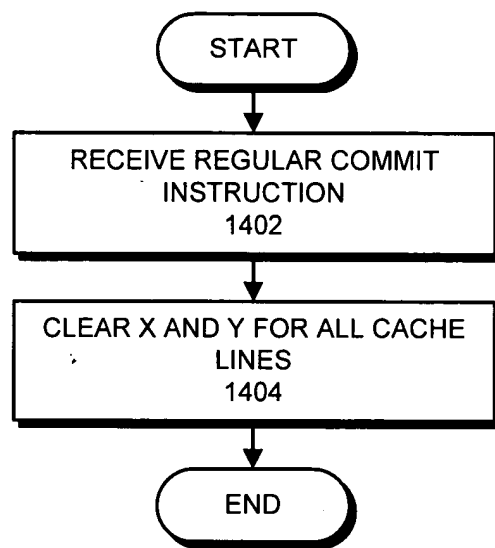 START
RECEIVE REGULAR COMMIT
INSTRUCTION
1402
CLEAR X AND Y FOR ALL CACHE
LINES
1404
END